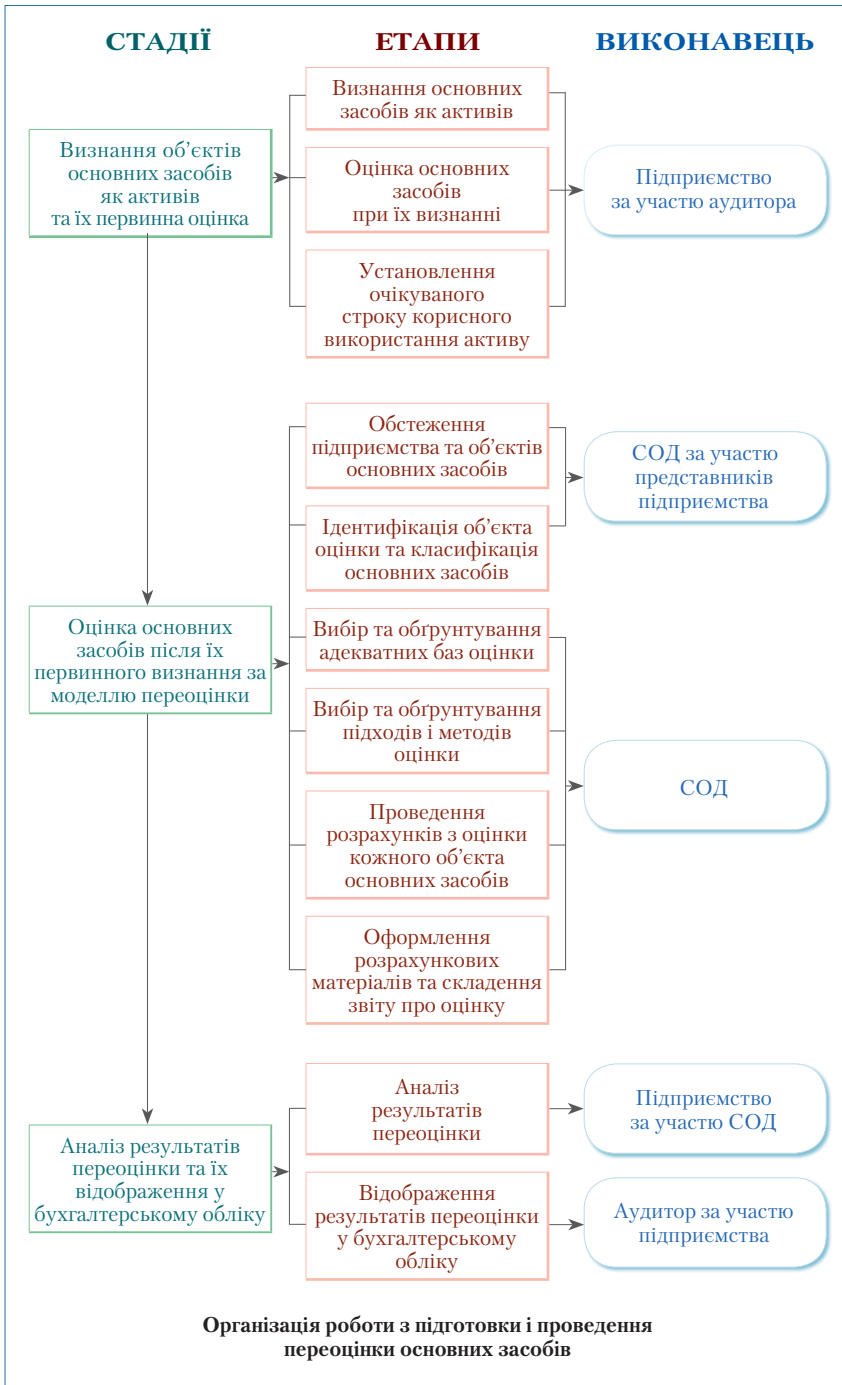 СТАДІЇ
ЕТАПИ
ВИКОНАВЕЦЬ
Визнання об’єктів
основних засобів
як активів
та їх первинна оцінка
Визнання основних
засобів як активів
Оцінка основних
засобів
при їх визнанні
Установлення
очікуваного
строку корисного
використання активу
Підприємство
за участю аудитора
Оцінка основних
засобів після їх
первинного визнання за
моделлю переоцінки
Обстеження
підприємства та об’єктів
основних засобів
Ідентифікація об’єкта
оцінки та класифікація
основних засобів
СОД за участю
представників
підприємства
Вибір та обґрунтування
адекватних баз оцінки
Вибір та обґрунтування
підходів і методів
оцінки
Проведення
розрахунків з оцінки
кожного об’єкта
основних засобів
Оформлення
розрахункових
матеріалів та складення
звіту про оцінку
СОД
Аналіз результатів
переоцінки та їх
відображення у
бухгалтерському обліку
Аналіз
результатів
переоцінки
Підприємство
за участю СОД
Відображення
результатів переоцінки
у бухгалтерському
обліку
Аудитор за участю
підприємства
Організація роботи з підготовки і проведення
переоцінки основних засобів